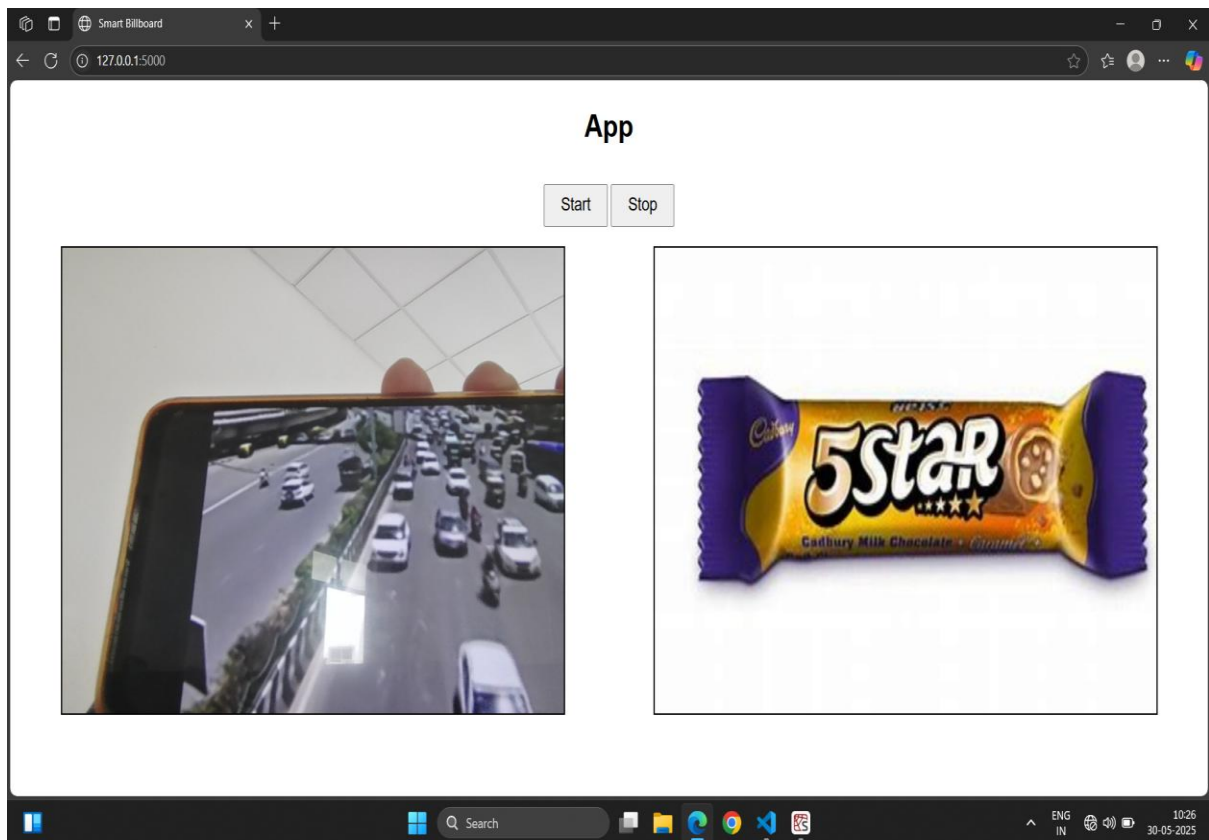 Smart Billboard
127.0.0.1:5000
App
Start Stop
Cadbury
5Star
Cadbury Milk Chocolate + Caramel +
Search
ENG
IN
10:26
30-05-2025